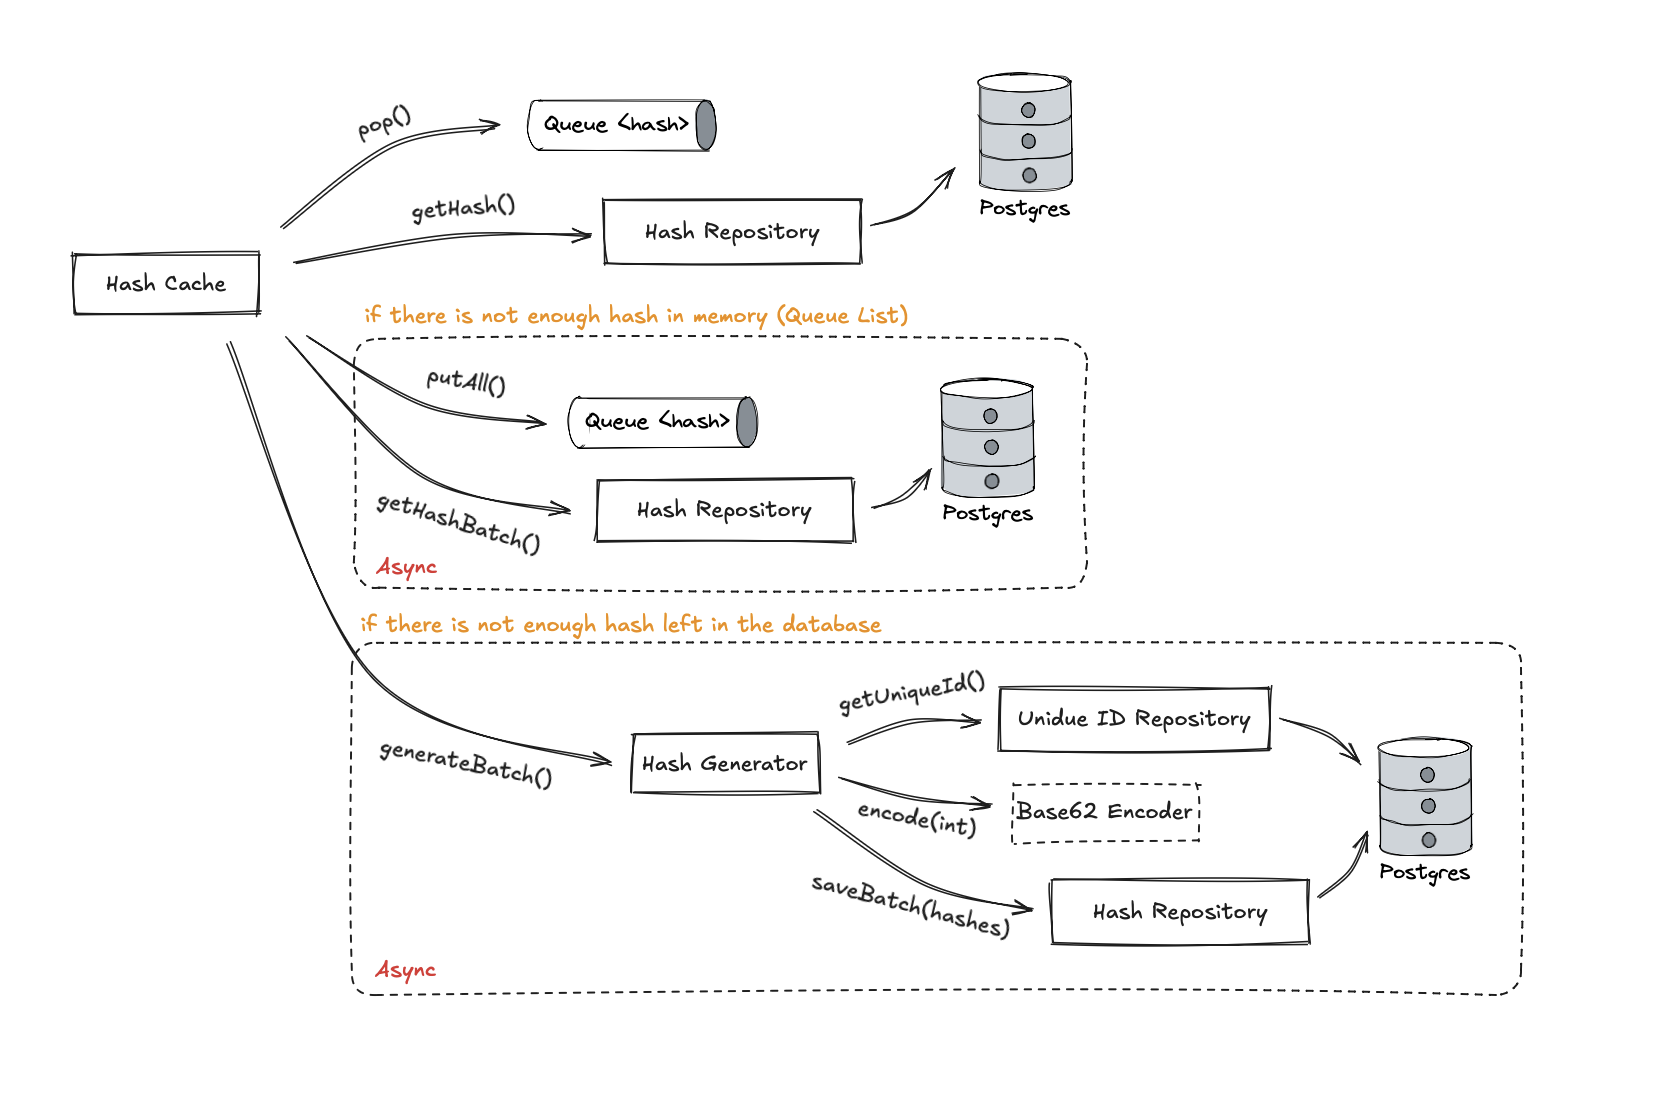 pop()
Queue <hash>
Postgres
getHash()
Hash Repository
Hash Cache
if there is not enough hash in memory (Queue List)
putAll()
Queue <hash>
getHashBatch()
Hash Repository
Postgres
Async
if there is not enough hash left in the database
generateBatch()
Hash Generator
getUniqueId()
Unidue ID Repository
encode(int)
Base62 Encoder
saveBatch(hashes)
Hash Repository
Postgres
Async